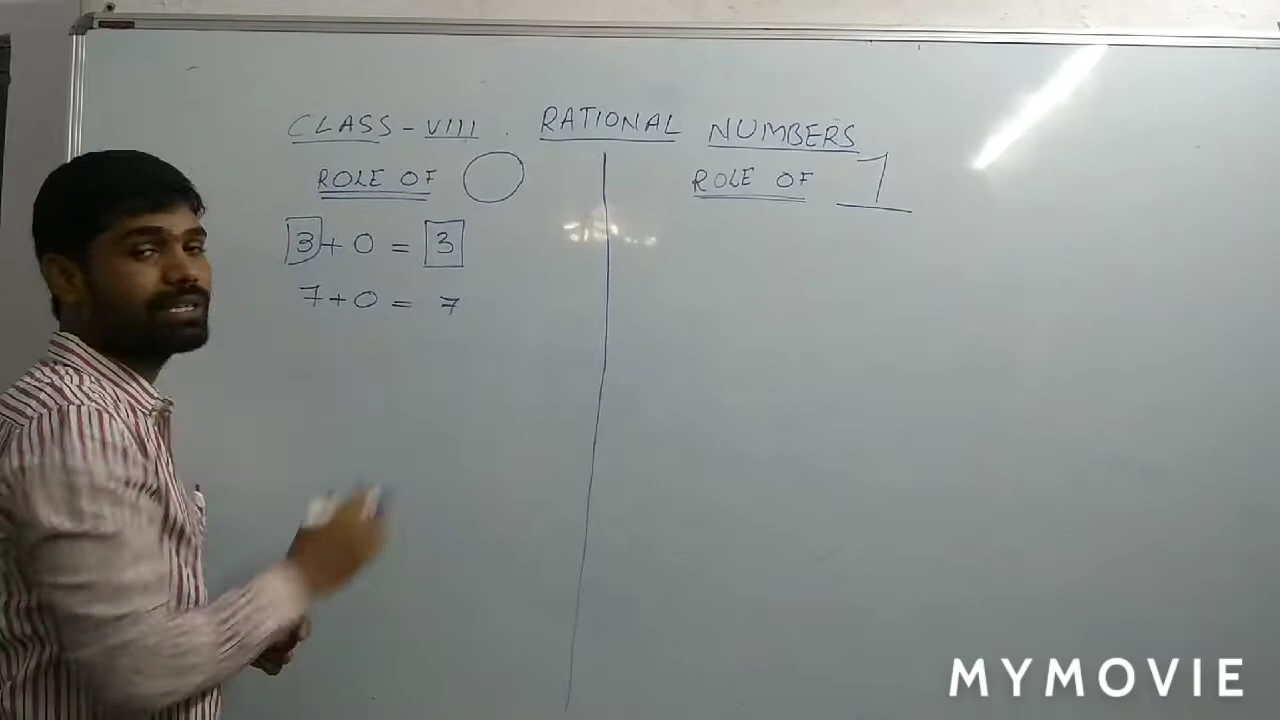 CLASS - VIII . RATIONAL NUMBERS
ROLE OF 0
3 + 0 = 3
7 + 0 = 7
ROLE OF 1
MYMOVIE